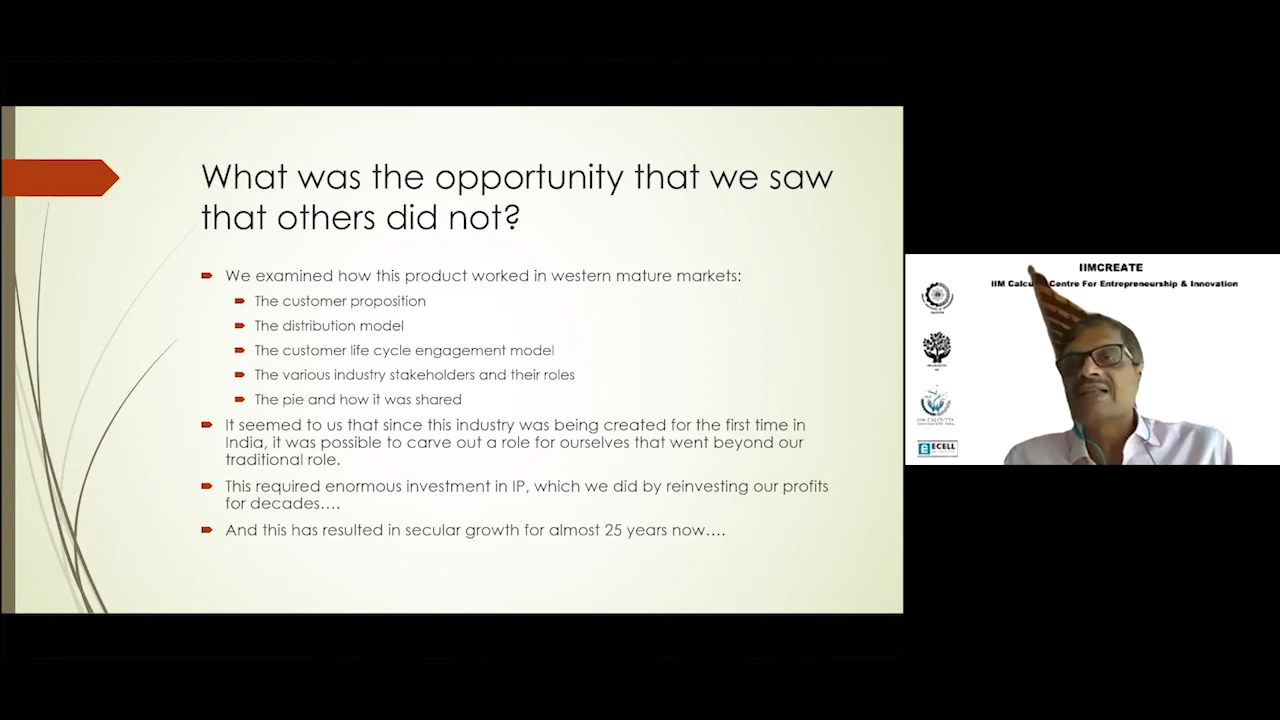 What was the opportunity that we saw
that others did not?
We examined how this product worked in western mature markets:
The customer proposition
The distribution model
The customer life cycle engagement model
The various industry stakeholders and their roles
The pie and how it was shared
It seemed to us that since this industry was being created for the first time in
India, it was possible to carve out a role for ourselves that went beyond our
traditional role.
This required enormous investment in IP, which we did by reinvesting our profits
for decades….
And this has resulted in secular growth for almost 25 years now….
IIMCREATE
IIM Centre For Entrepreneurship & Innovation
IIM CALCUTTA
ECELL